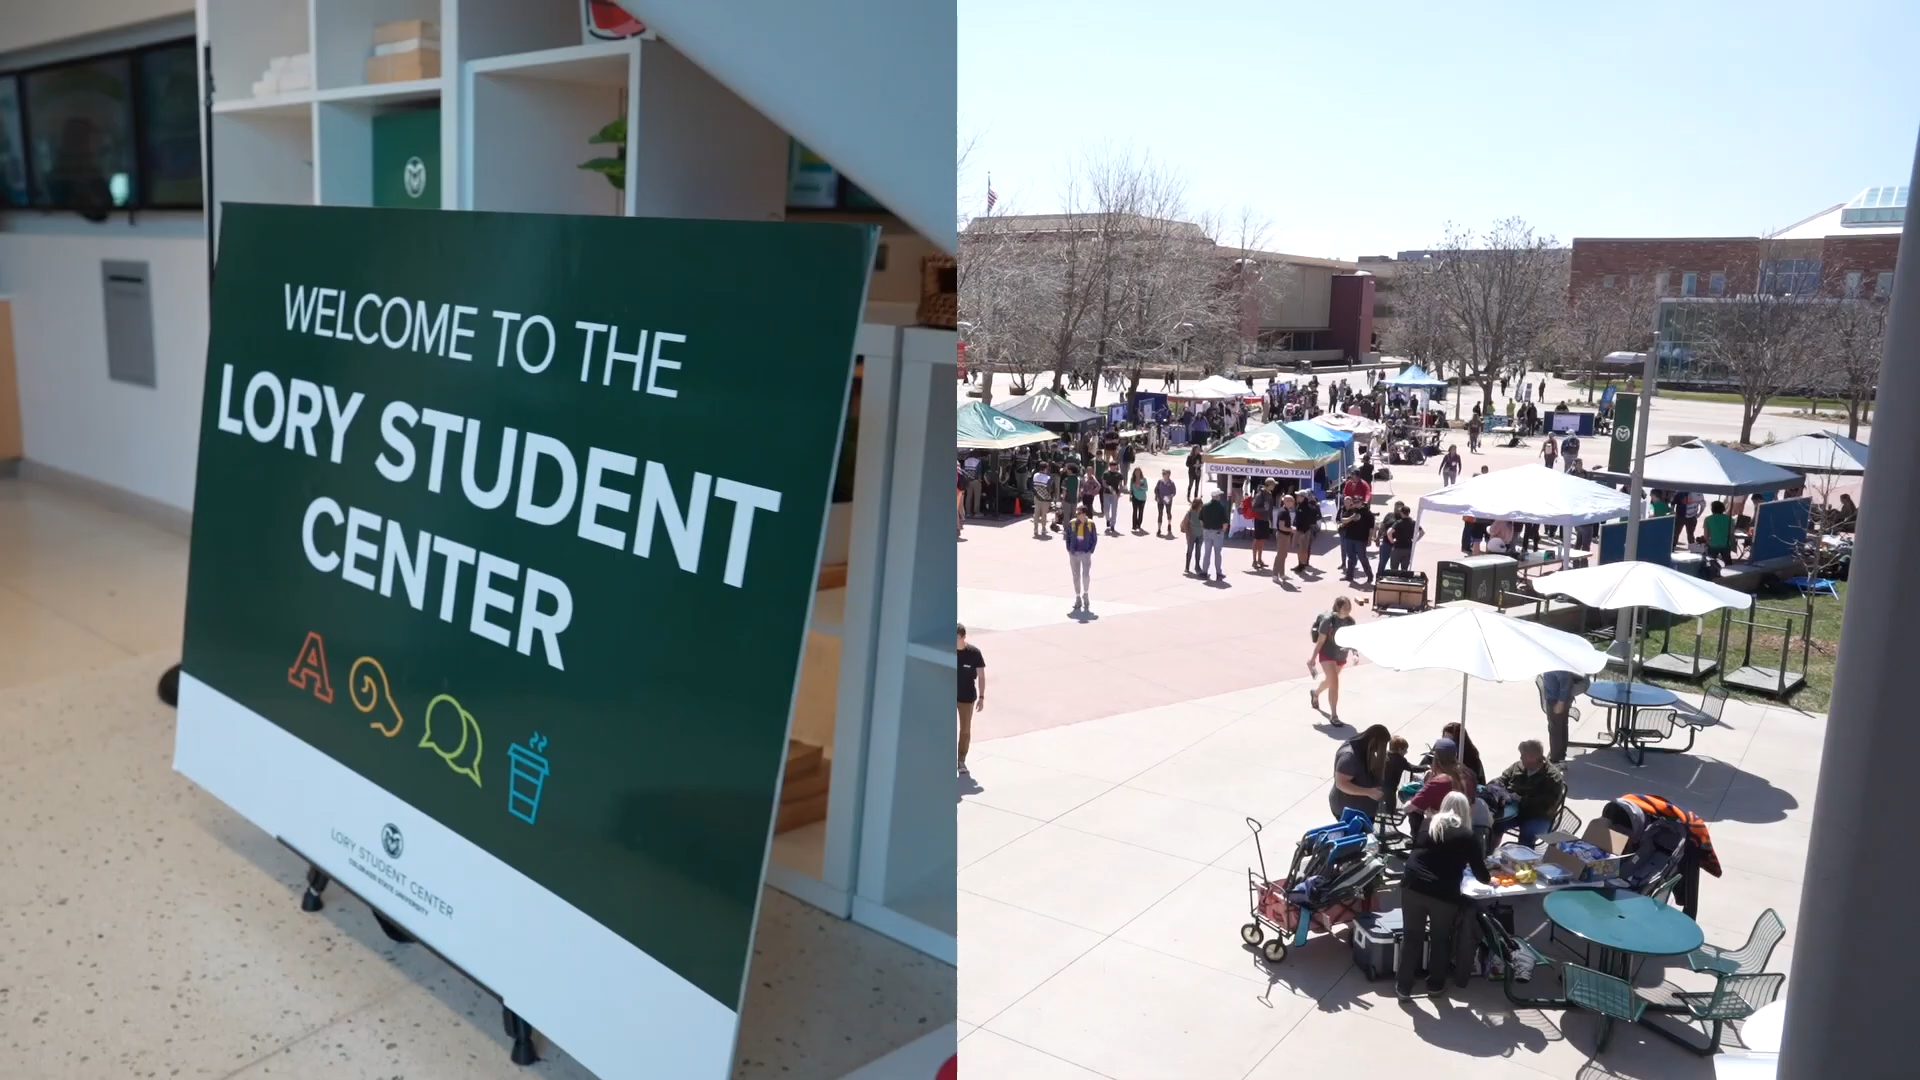 WELCOME TO THE
LORY STUDENT
CENTER
A
LORY STUDENT CENTER
COLORADO STATE UNIVERSITY
CSU ROCKET PAYLOAD TEAM